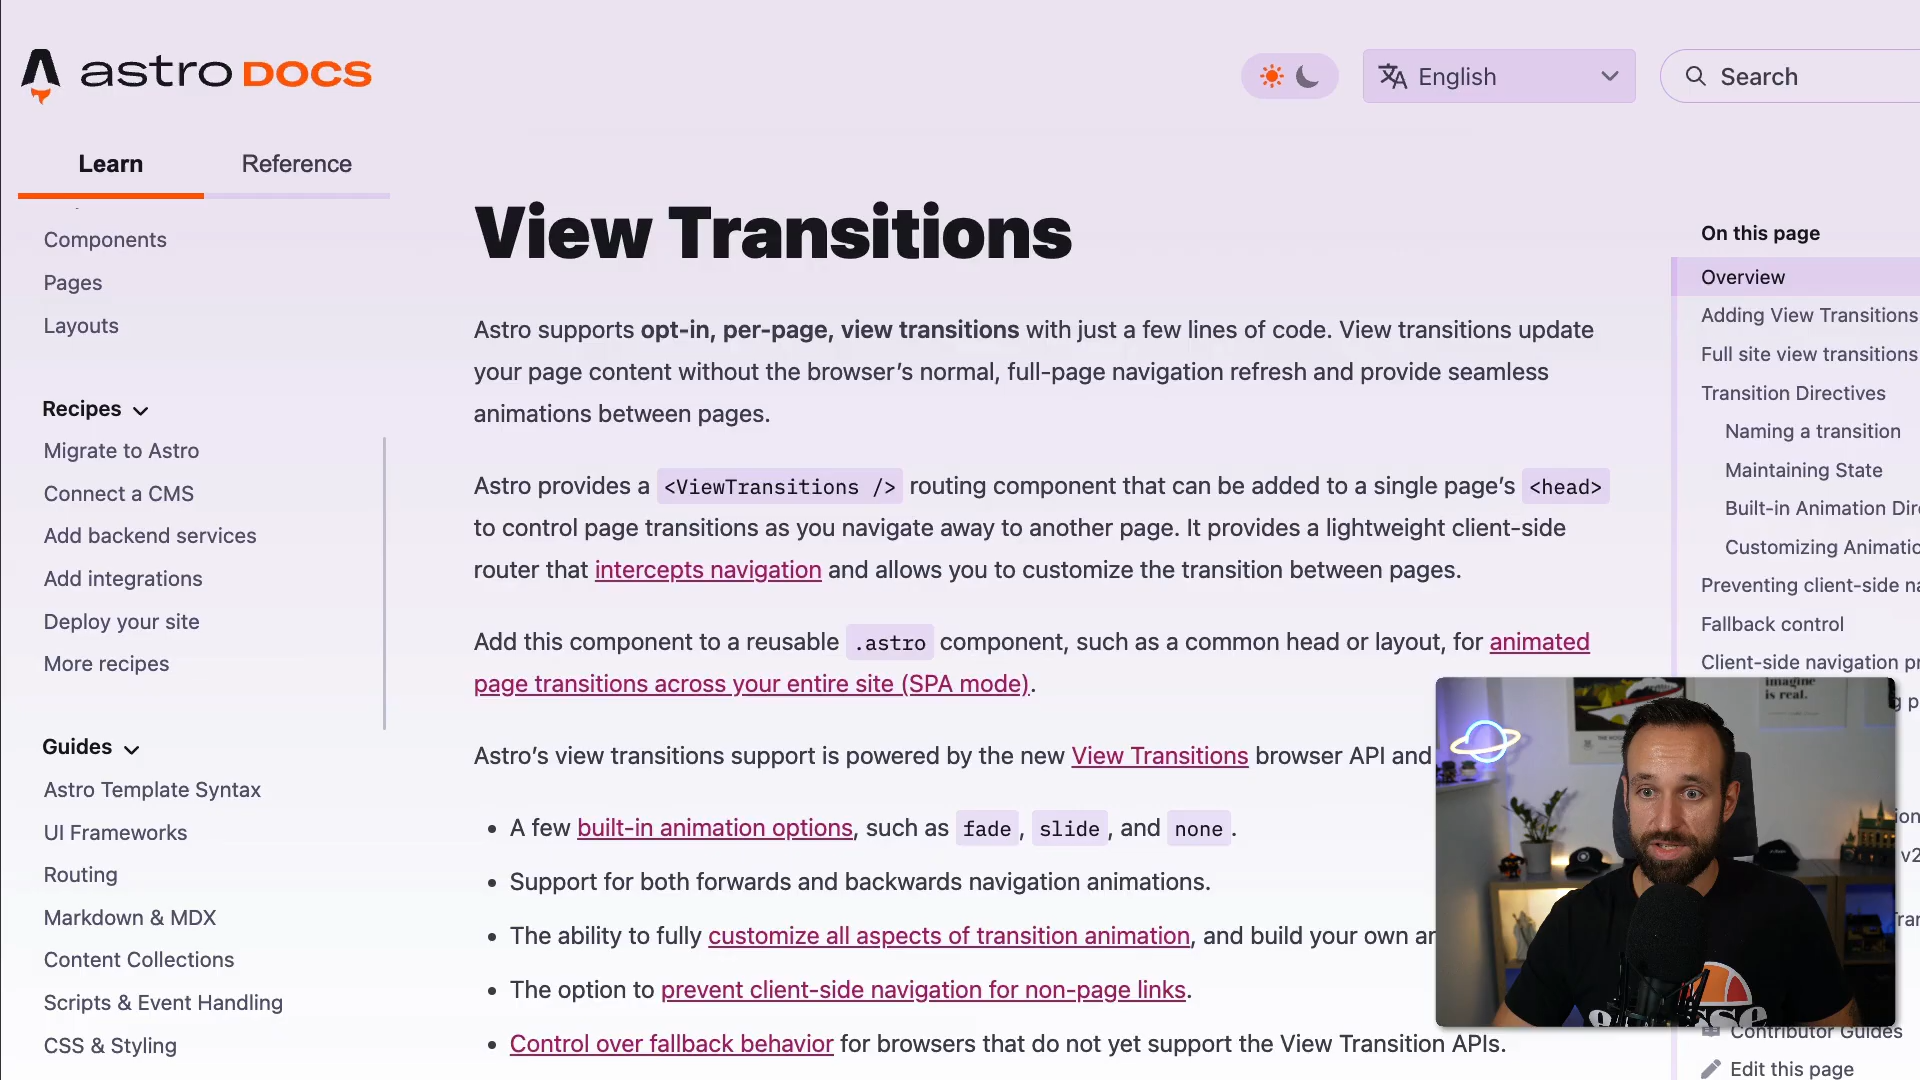 astro DOCS
English
Search
Learn
Reference
Components
Pages
Layouts
Recipes
Migrate to Astro
Connect a CMS
Add backend services
Add integrations
Deploy your site
More recipes
Guides
Astro Template Syntax
UI Frameworks
Routing
Markdown & MDX
Content Collections
Scripts & Event Handling
CSS & Styling
View Transitions
Astro supports opt-in, per-page, view transitions with just a few lines of code. View transitions update
your page content without the browser’s normal, full-page navigation refresh and provide seamless
animations between pages.
Astro provides a <ViewTransitions /> routing component that can be added to a single page’s <head>
to control page transitions as you navigate away to another page. It provides a lightweight client-side
router that intercepts navigation and allows you to customize the transition between pages.
Add this component to a reusable .astro component, such as a common head or layout, for animated
page transitions across your entire site (SPA mode).
Astro’s view transitions support is powered by the new View Transitions browser API and
• A few built-in animation options, such as fade, slide, and none.
• Support for both forwards and backwards navigation animations.
• The ability to fully customize all aspects of transition animation, and build your own
• The option to prevent client-side navigation for non-page links.
• Control over fallback behavior for browsers that do not yet support the View Transition APIs.
On this page
Overview
Adding View Transitions
Full site view transitions
Transition Directives
Naming a transition
Maintaining State
Built-in Animation Dir
Customizing Animatio
Preventing client-side na
Fallback control
Client-side navigation pr
imagine
is real.
Contributor Guides
Edit this page